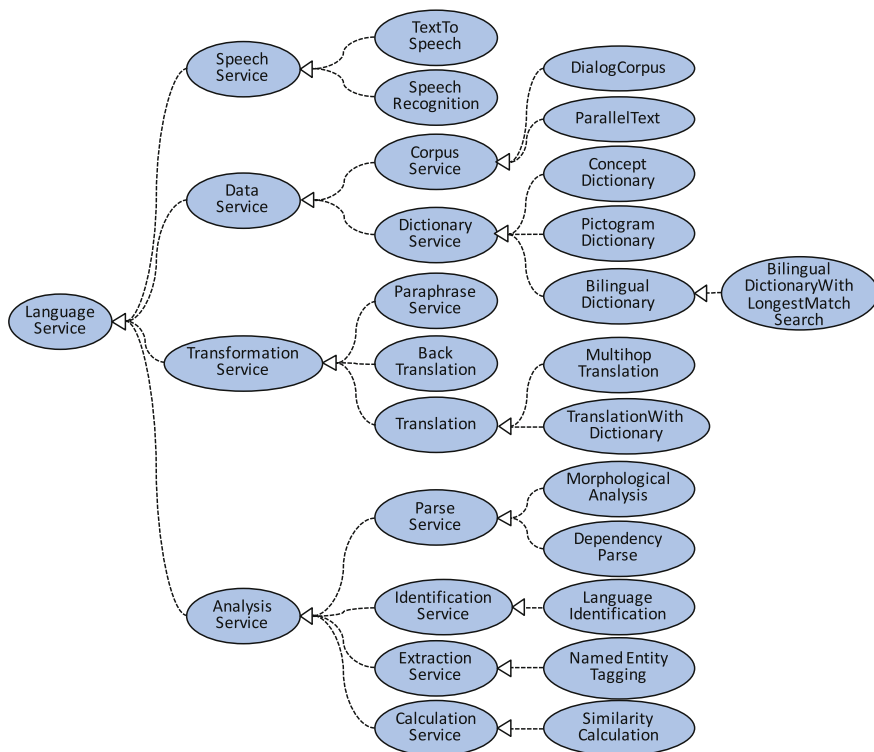 Language
Service
Speech
Service
TextTo
Speech
Speech
Recognition
Data
Service
Corpus
Service
DialogCorpus
ParallelText
Dictionary
Service
Concept
Dictionary
Pictogram
Dictionary
Bilingual
Dictionary
Bilingual
DictionaryWith
LongestMatch
Search
Transformation
Service
Paraphrase
Service
Back
Translation
Translation
Multihop
Translation
TranslationWith
Dictionary
Analysis
Service
Parse
Service
Morphological
Analysis
Dependency
Parse
Identification
Service
Language
Identification
Extraction
Service
Named Entity
Tagging
Calculation
Service
Similarity
Calculation